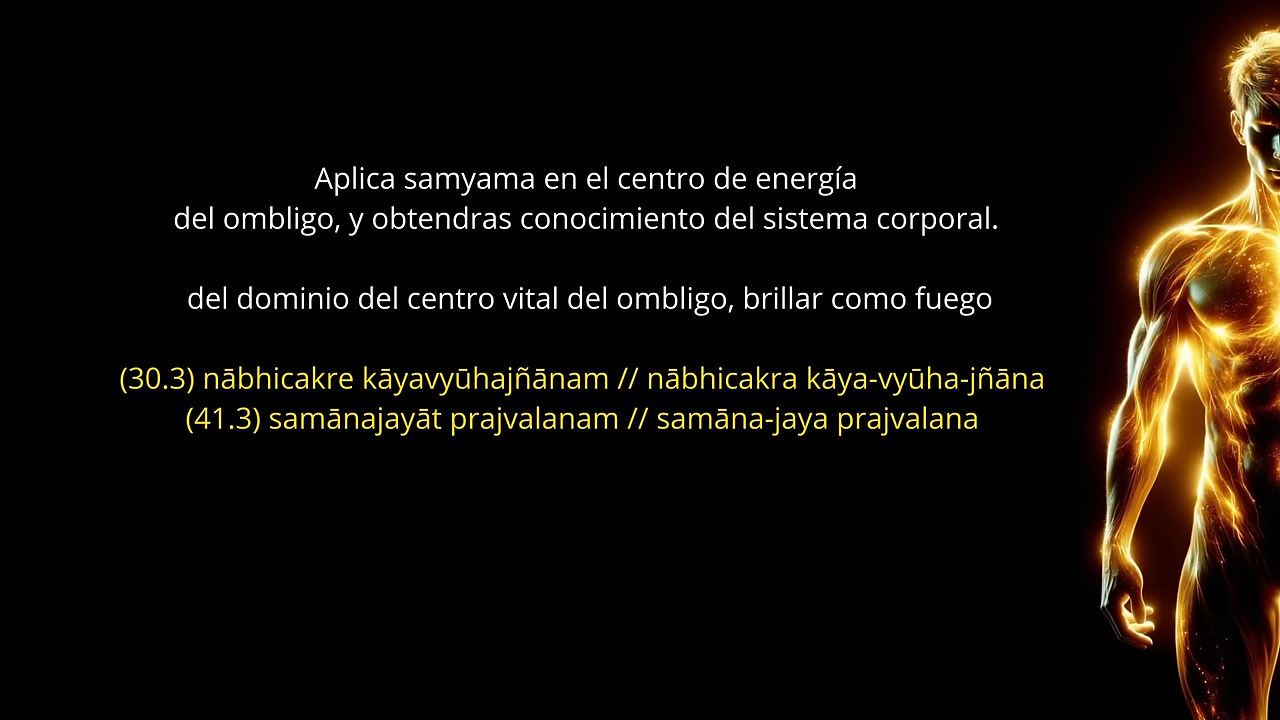 Aplica samyama en el centro de energía
del ombligo, y obtendras conocimiento del sistema corporal.
del dominio del centro vital del ombligo, brillar como fuego
(30.3) nābhicakre kāyavyūhajñānam // nābhicakra kāya-vyūha-jñāna
(41.3) samānajayāt prajvalanam // samāna-jaya prajvalana